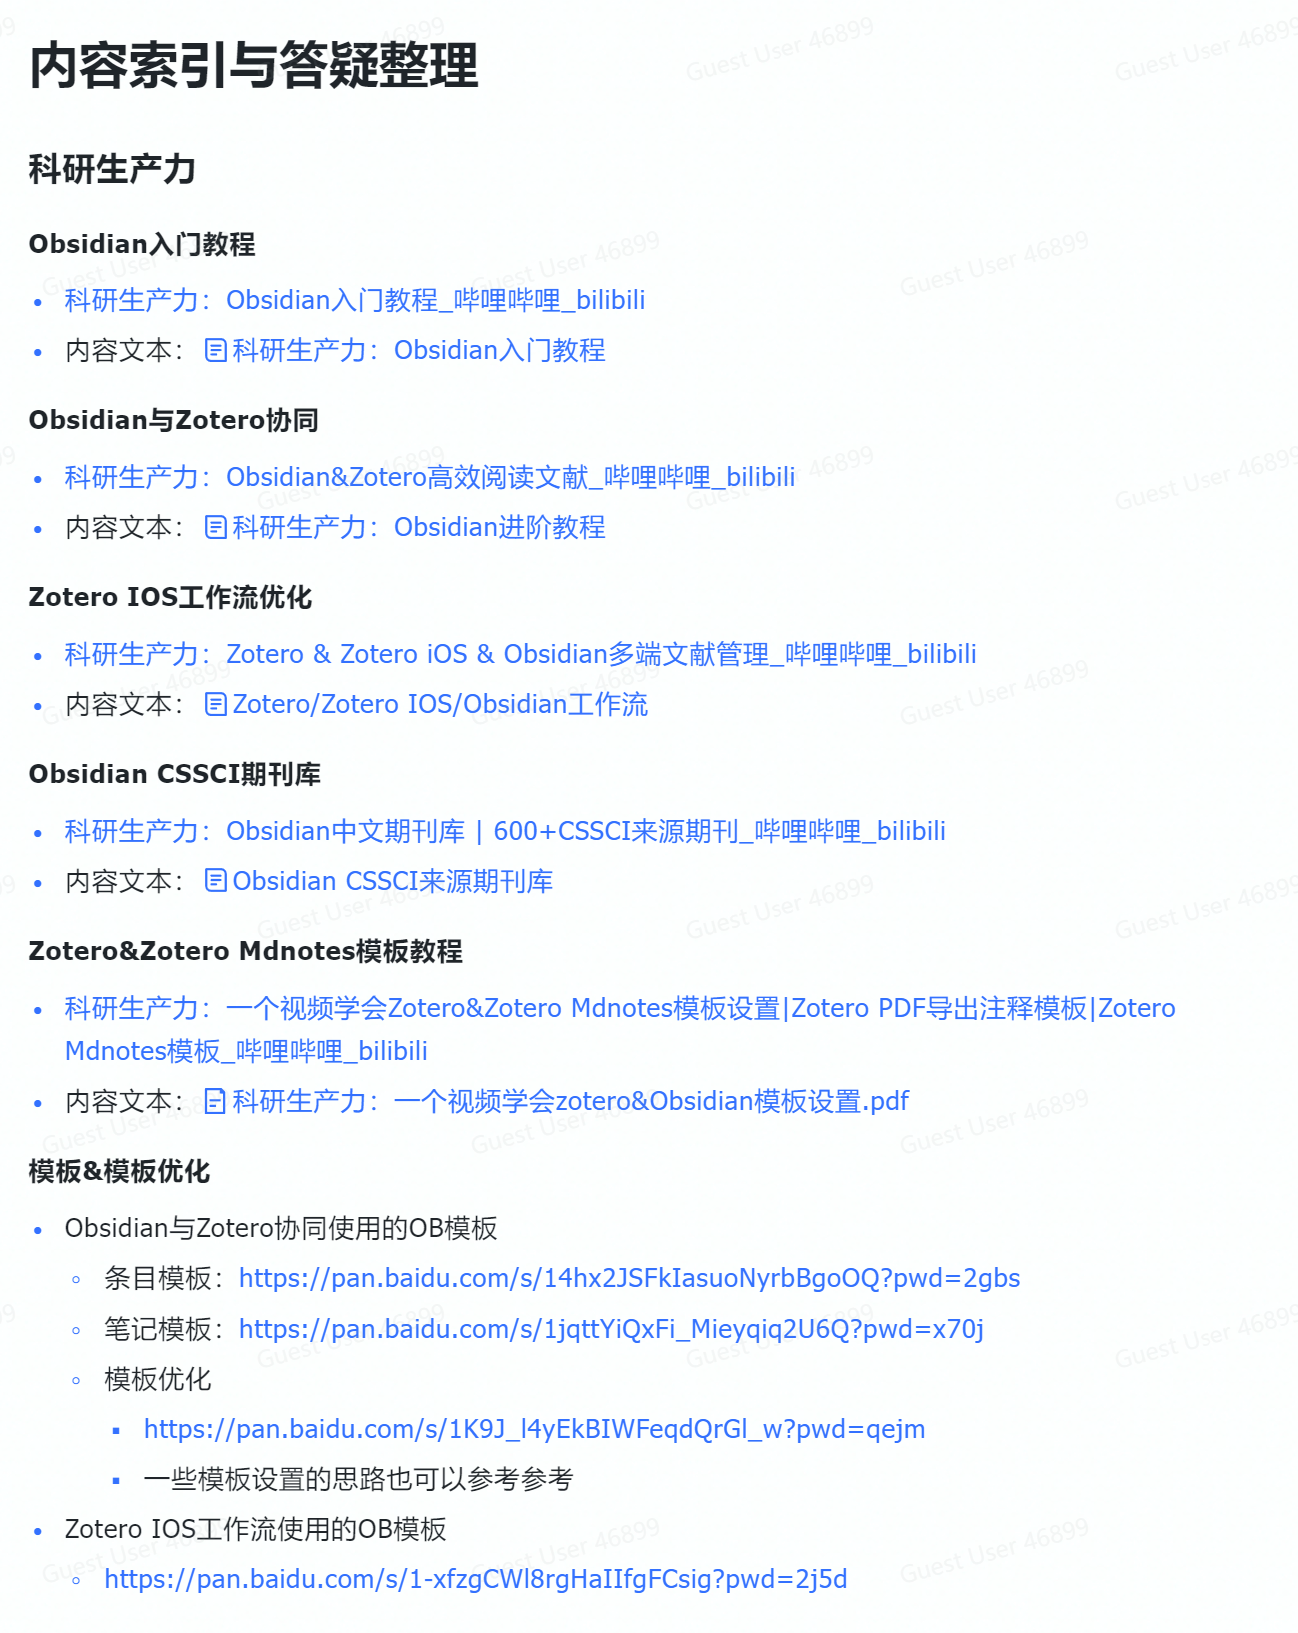 内容索引与答疑整理
科研生产力
Obsidian入门教程
科研生产力：Obsidian入门教程_哔哩哔哩_bilibili
内容文本： 科研生产力：Obsidian入门教程
Obsidian与Zotero协同
科研生产力：Obsidian&Zotero高效阅读文献_哔哩哔哩_bilibili
内容文本： 科研生产力：Obsidian进阶教程
Zotero IOS工作流优化
科研生产力：Zotero & Zotero iOS & Obsidian多端文献管理_哔哩哔哩_bilibili
内容文本： Zotero/Zotero IOS/Obsidian工作流
Obsidian CSSCI期刊库
科研生产力：Obsidian中文期刊库 | 600+CSSCI来源期刊_哔哩哔哩_bilibili
内容文本： Obsidian CSSCI来源期刊库
Zotero&Zotero Mdnotes模板教程
科研生产力：一个视频学会Zotero&Zotero Mdnotes模板设置|Zotero PDF导出注释模板|Zotero
Mdnotes模板_哔哩哔哩_bilibili
内容文本： 科研生产力：一个视频学会zotero&Obsidian模板设置.pdf
模板&模板优化
Obsidian与Zotero协同使用的OB模板
条目模板：https://pan.baidu.com/s/14hx2JSFkIasuoNyrbBgoOQ?pwd=2gbs
笔记模板：https://pan.baidu.com/s/1jqttYiQxFi_Mieyqiq2U6Q?pwd=x70j
模板优化
https://pan.baidu.com/s/1K9J_l4yEkBIWFeqdQrGl_w?pwd=qejm
一些模板设置的思路也可以参考参考
Zotero IOS工作流使用的OB模板
https://pan.baidu.com/s/1-xfzgCWl8rgHaIIfgFCsig?pwd=2j5d
Guest User 46899